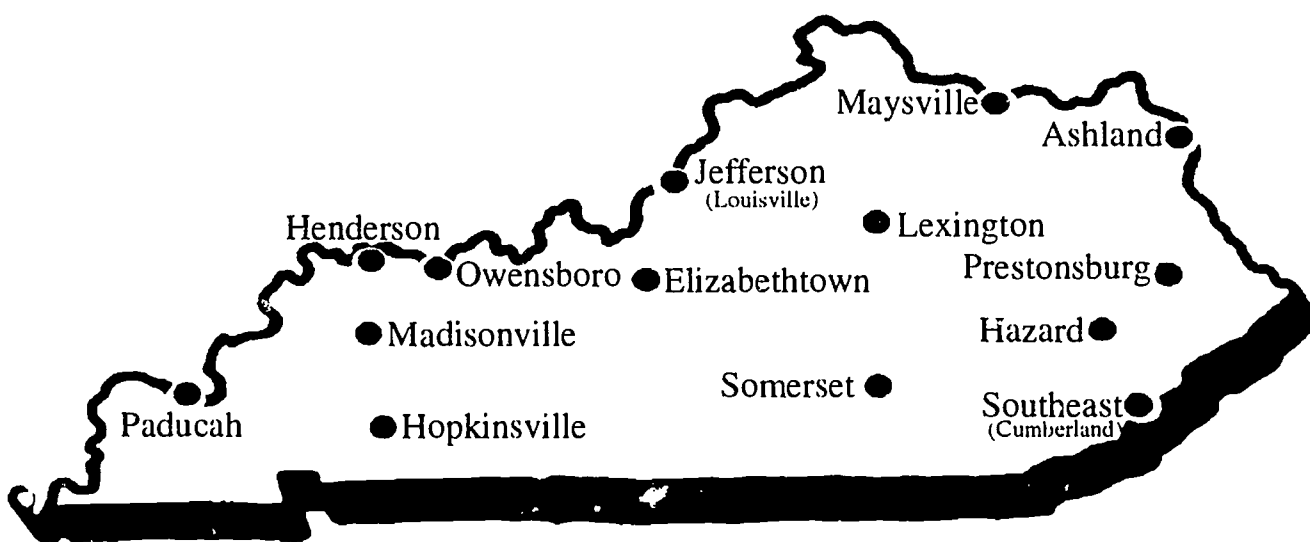 Maysville
Ashland
Jefferson
(Louisville)
Lexington
Henderson
Owensboro
Elizabethtown
Prestonsburg
Madisonville
Hazard
Somerset
Southeast
(Cumberland)
Paducah
Hopkinsville